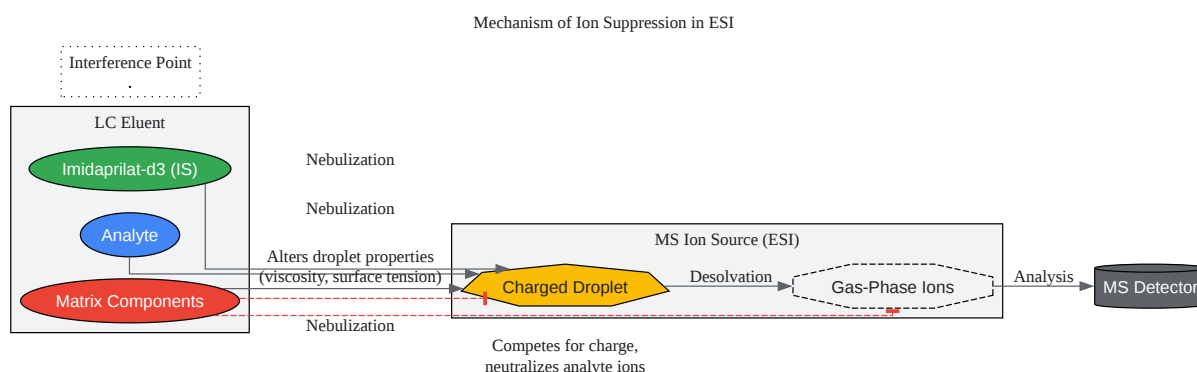 Mechanism of Ion Suppression in ESI
Interference Point
.
LC Eluent
Imidaprilat-d3 (IS)
Analyte
Matrix Components
Nebulization
Nebulization
Alters droplet properties
(viscosity, surface tension)
Nebulization
MS Ion Source (ESI)
Charged Droplet
Desolvation
Gas-Phase Ions
Analysis
MS Detector
Competes for charge,
neutralizes analyte ions